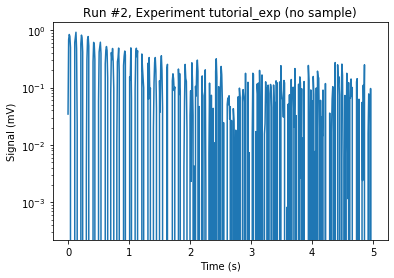 Run #2, Experiment tutorial_exp (no sample)
Signal (mV)
10⁰
10⁻¹
10⁻²
10⁻³
0 1 2 3 4 5
Time (s)